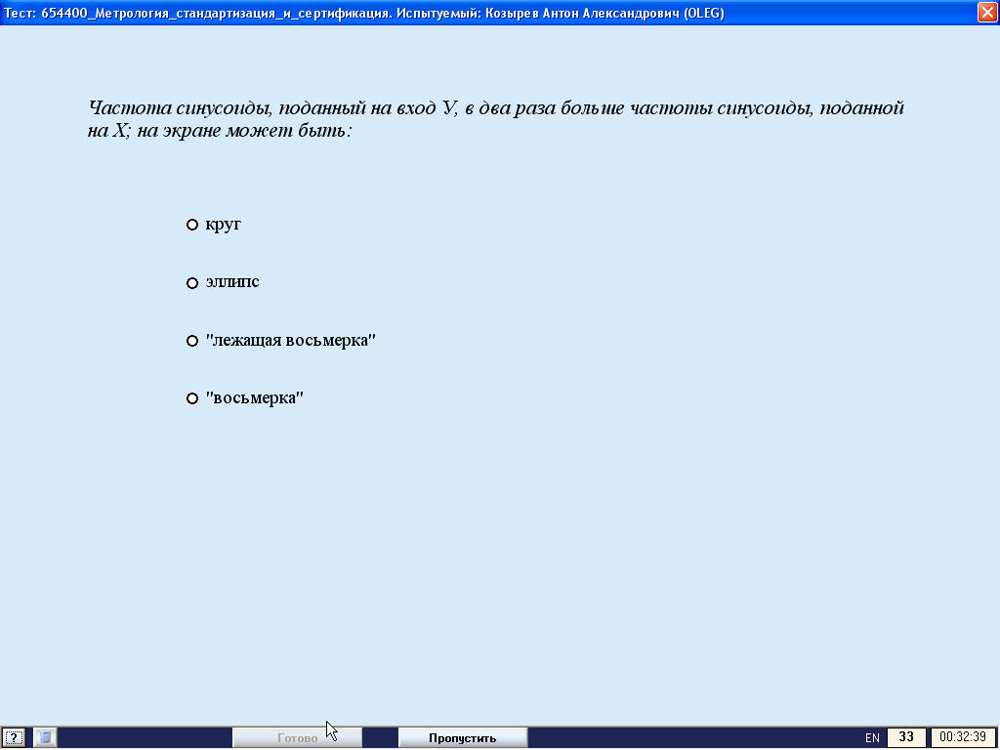 Тест: 654400_Метрология_стандартизация_и_сертификация. Испытуемый: Козырев Антон Александрович (OLEG)
Частота синусоиды, поданный на вход У, в два раза больше частоты синусоиды, поданной
на Х; на экране может быть:
круг
эллипс
"лежащая восьмерка"
"восьмерка"
? Готово Пропустить EN 33 00:32:39